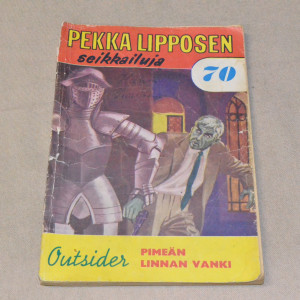 PEKKA LIPPOSEN
seikkailuja
70
Outsider
PIMEÄN
LINNAN VANKI